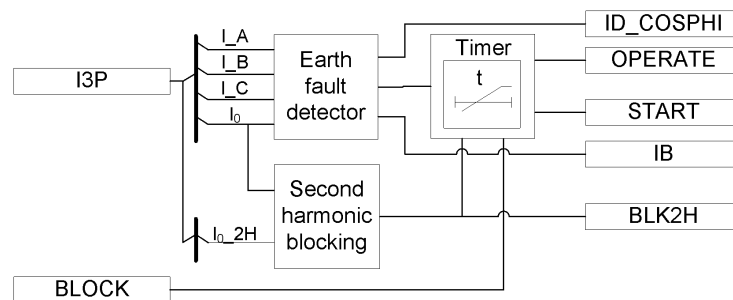 I3P
I_A
I_B
I_C
I₀
I₀_2H
BLOCK
Earth
fault
detector
Second
harmonic
blocking
Timer
t
ID_COSPHI
OPERATE
START
IB
BLK2H